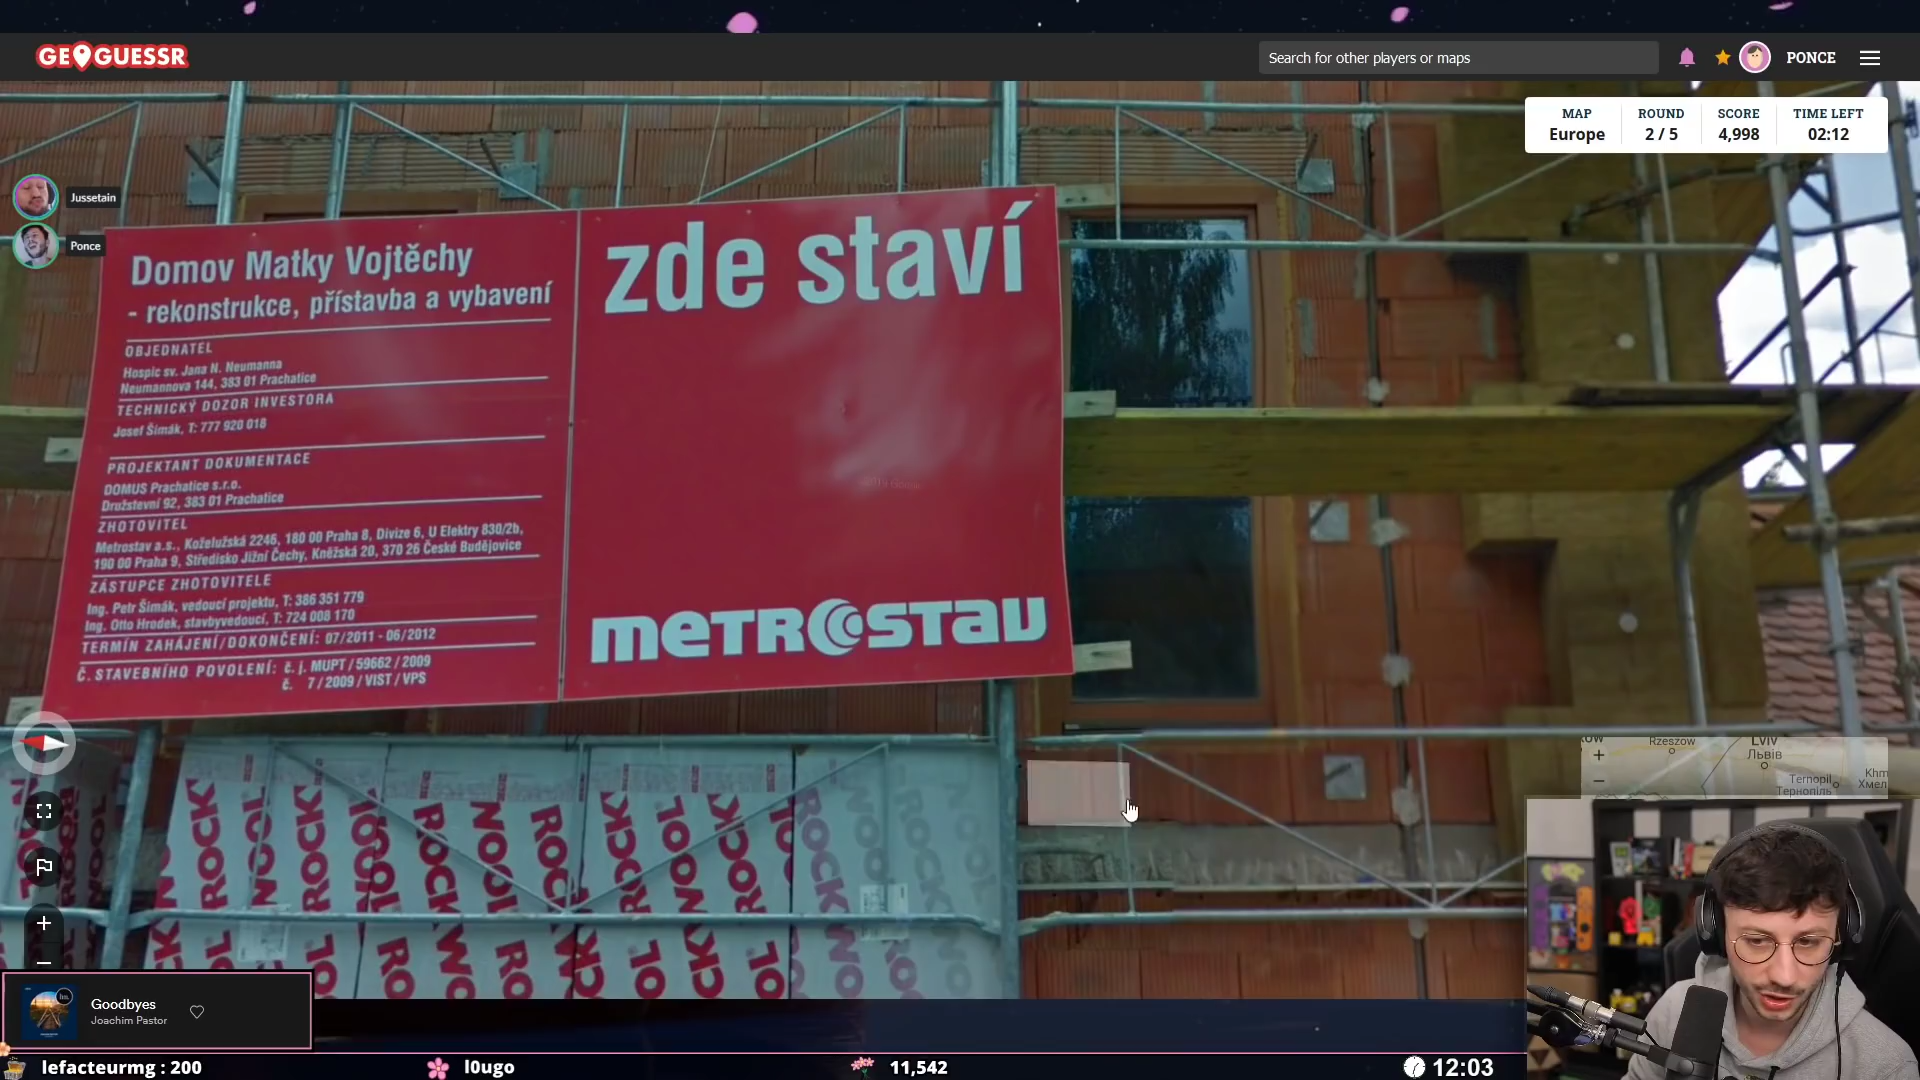 GEOGUESSR
Search for other players or maps
PONCE
MAP
Europe
ROUND
2 / 5
SCORE
4,998
TIME LEFT
02:12
Jussetain
Ponce
Domov Matky Vojtěchy
- rekonstrukce, přístavba a vybavení
OBJEDNATEL
Hospic sv. Jana N. Neumanna
Neumannova 144, 383 01 Prachatice
TECHNICKÝ DOZOR INVESTORA
Josef Šimák, T: 777 920 018
PROJEKTANT DOKUMENTACE
DOMUS Prachatice s.r.o.
Družstevní 92, 383 01 Prachatice
ZHOTOVITEL
Metrostav a.s., Koželužská 2246, 180 00 Praha 8, Divize 6, U Elektry 830/2b,
190 00 Praha 9, Středisko Jižní Čechy, Kněžská 20, 370 26 České Budějovice
ZÁSTUPCE ZHOTOVITELE
Ing. Petr Šimák, vedoucí projektu, T: 386 351 779
Ing. Otto Hrodek, stavbyvedoucí, T: 724 008 170
TERMÍN ZAHÁJENÍ/DOKONČENÍ: 07/2011 - 06/2012
Č. STAVEBNÍHO POVOLENÍ: č. j. MUPT / 59662 / 2009
č. 7 / 2009 / VIST / VPS
zde staví
METROSTAV
Rzeszow
Lviv
Львів
Ternopil
Тернопіль
Khm
Хмел
ROCKWOOL
ROCKWOOL
ROCKWOOL
ROCKWOOL
Goodbyes
Joachim Pastor
lefacteurmg : 200
l0ugo
11,542
12:03